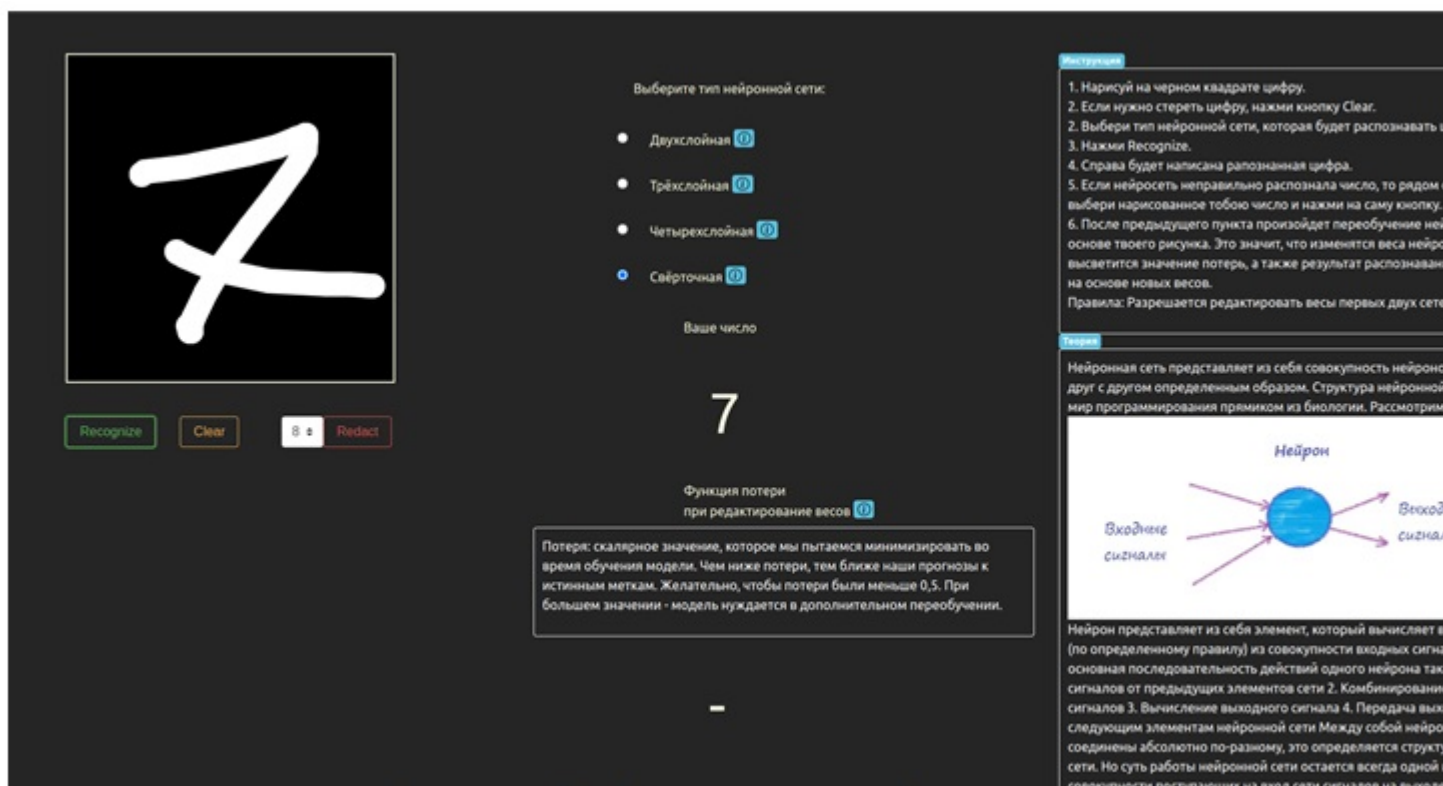 7
Recognize
Clear
8
Redact
Выберите тип нейронной сети:
Двухслойная
Трёхслойная
Четырехслойная
Свёрточная
Ваше число
7
Функция потери
при редактирование весов
Потеря: скалярное значение, которое мы пытаемся минимизировать во
время обучения модели. Чем ниже потери, тем ближе наши прогнозы к
истинным меткам. Желательно, чтобы потери были меньше 0,5. При
большем значении - модель нуждается в дополнительном переобучении.
-
Инструкция
1. Нарисуй на черном квадрате цифру.
2. Если нужно стереть цифру, нажми кнопку Clear.
2. Выбери тип нейронной сети, которая будет распознавать
3. Нажми Recognize.
4. Справа будет написана рапознанная цифра.
5. Если нейросеть неправильно распознала число, то рядом
выбери нарисованное тобою число и нажми на саму кнопку.
6. После предыдущего пункта произойдет переобучение
основе твоего рисунка. Это значит, что изменятся веса
высветится значение потерь, а также результат
на основе новых весов.
Правила: Разрешается редактировать весы первых двух
Теория
Нейронная сеть представляет из себя совокупность
друг с другом определенным образом. Структура нейронной
мир программирования прямиком из биологии. Рассмотрим
Нейрон
Входные
сигналы
Нейрон представляет из себя элемент, который вычисляет
(по определенному правилу) из совокупности входных
основная последовательность действий одного нейрона
сигналов от предыдущих элементов сети 2.
сигналов 3. Вычисление выходного сигнала 4. Передача
следующим элементам нейронной сети Между собой
соединены абсолютно по-разному, это определяется
сети. Но суть работы нейронной сети остается всегда одной